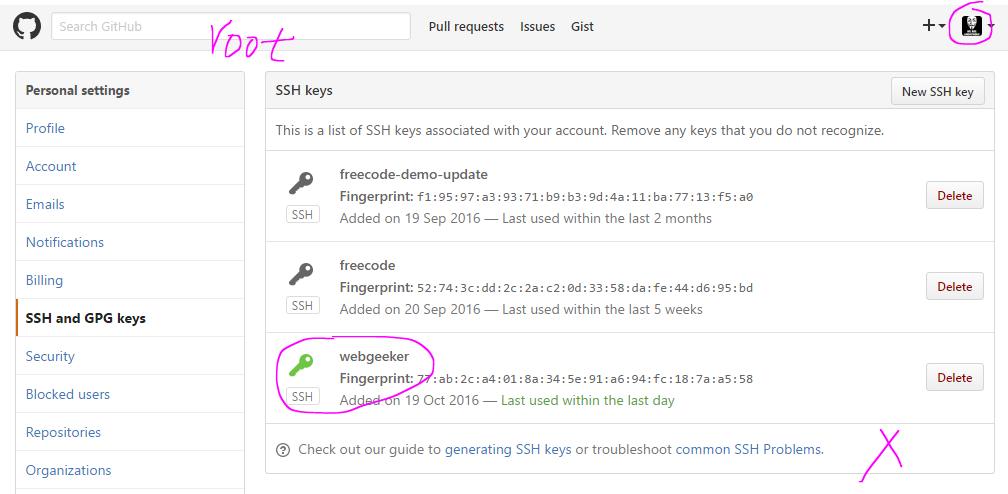 Search GitHub
Pull requests Issues Gist
root
Personal settings
Profile
Account
Emails
Notifications
Billing
SSH and GPG keys
Security
Blocked users
Repositories
Organizations
SSH keys
New SSH key
This is a list of SSH keys associated with your account. Remove any keys that you do not recognize.
freecode-demo-update
Fingerprint: f1:95:97:a3:93:71:b9:b3:9d:4a:11:ba:77:13:f5:a0
SSH
Added on 19 Sep 2016 — Last used within the last 2 months
Delete
freecode
Fingerprint: 52:74:3c:dd:2c:2a:c2:0d:33:58:da:fe:44:d6:95:bd
SSH
Added on 20 Sep 2016 — Last used within the last 5 weeks
Delete
webgeeker
Fingerprint: 77:ab:2c:a4:01:8a:34:5e:91:a6:94:fc:18:7a:a5:58
SSH
Added on 19 Oct 2016 — Last used within the last day
Delete
Check out our guide to generating SSH keys or troubleshoot common SSH Problems.
X